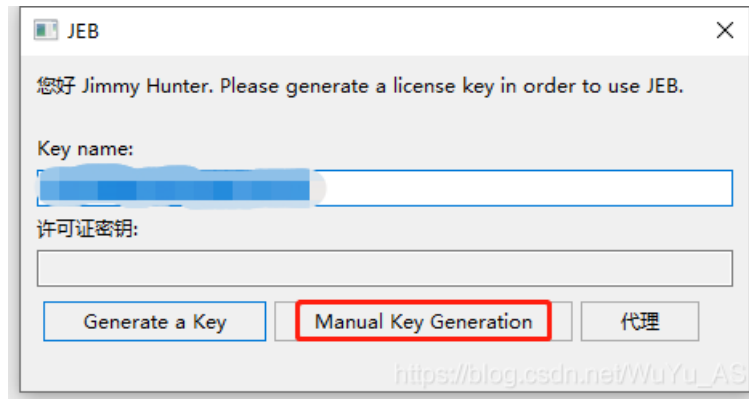 JEB
您好 Jimmy Hunter. Please generate a license key in order to use JEB.
Key name:
许可证密钥:
Generate a Key Manual Key Generation 代理
https://blog.csdn.net/WuYu_AS